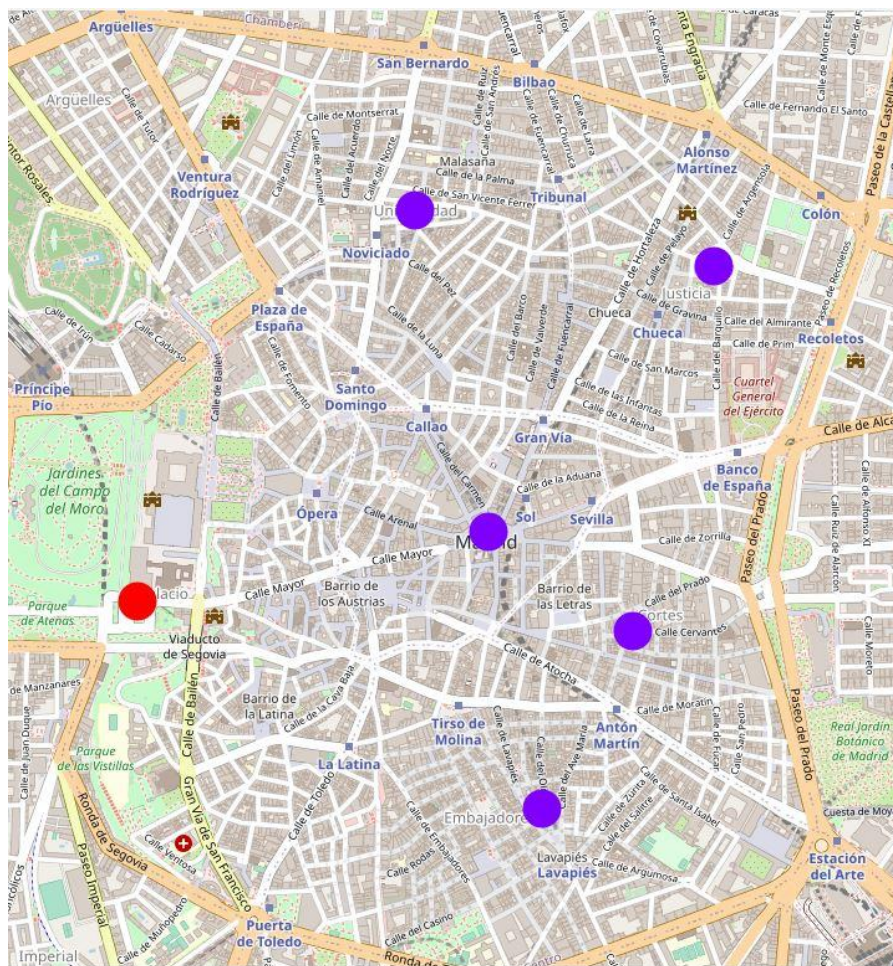 Argüelles
Chamberí
San Bernardo
Bilbao
Calle de Caracas
Santa Engracia
Calle de Covarrubias
Calle de Monte Esq
Argüelles
Calle de Tutor
Calle de Montserrat
Calle de Ruiz
Calle de San Andrés
Calle de Fuencarral
Calle de Churruca
Calle de Larra
Calle de Fernando El Santo
Paseo de la Castellana
Calle del Limón
Calle de Amaniel
Calle del Acuerdo
Calle del Norte
Malasaña
Calle de la Palma
Calle de San Vicente Ferrer
Ventura
Rodríguez
Tribunal
Alonso
Martínez
Calle de Argensola
Colón
Noviciado
Calle del Pez
Calle de Hortaleza
Calle de Pelayo
Paseo de Recoletos
Justicia
Plaza de
España
Calle de Irún
Calle Cadarso
Calle de Bailén
Calle de la Luna
Calle del Barco
Calle de Valverde
Calle de Fuencarral
Chueca
Calle de Gravina
Chueca
Calle del Almirante
Calle de Prim
Calle del Barquillo
Recoletos
Príncipe
Pío
Calle de Fomento
Santo
Domingo
Calle de San Marcos
Calle de las Infantas
Calle de la Reina
Cuartel
General
del Ejército
Callao
Gran Vía
Calle de Alca
Jardines
del Campo
del Moro
Calle del Carmen
Calle de la Aduana
Banco
de España
Ópera
Calle Arenal
Sol
Sevilla
Paseo del Prado
Calle Ruiz de Alarcón
Calle de Alfonso XI
Calle Mayor
Madrid
Calle de Zorrilla
Calle Mayor
Barrio de
los Austrias
Barrio de
las Letras
Calle del Prado
Cortes
Calle Cervantes
Parque
de Atenas
Viaducto
de Segovia
Calle Moreto
de Manzanares
Calle de Atocha
Calle de Juan Duque
Calle de Bailén
Barrio de
la Latina
Calle de la Cava Baja
Tirso de
Molina
Antón
Martín
Calle de Moratín
Calle de Fúcar
Calle San Pedro
Paseo del Prado
Real Jardín
Botánico
de Madrid
Parque
de las Vistillas
La Latina
Calle de Lavapiés
Calle del Ave María
Calle de Toledo
Gran Vía de San Francisco
Calle de Zurita
Calle del Salitre
Calle de Santa Isabel
Cuesta de Moya
Ronda de Segovia
Calle Ventosa
Calle de Embajadores
Calle Rodas
Lavapiés
Lavapiés
Calle de Argumosa
Estación
del Arte
Paseo Imperial
Calle de Muñopedro
Puerta
de Toledo
Calle del Casino
Imperial
Centro